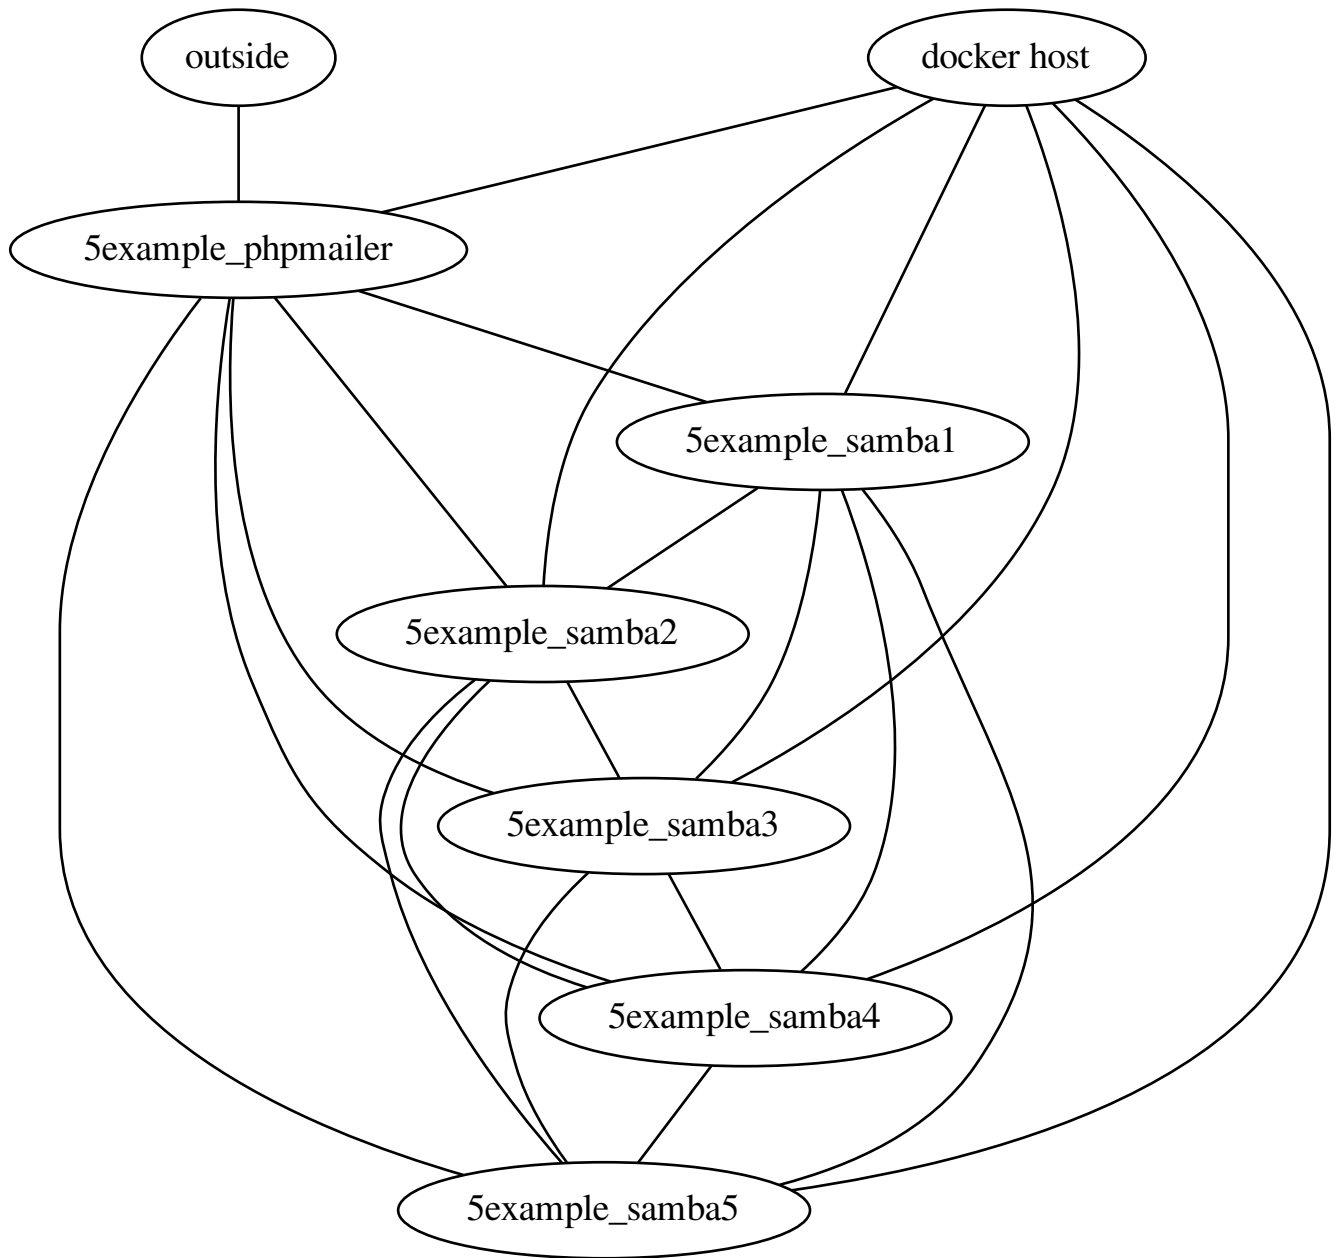 outside
docker host
5example_phpmailer
5example_samba1
5example_samba2
5example_samba3
5example_samba4
5example_samba5